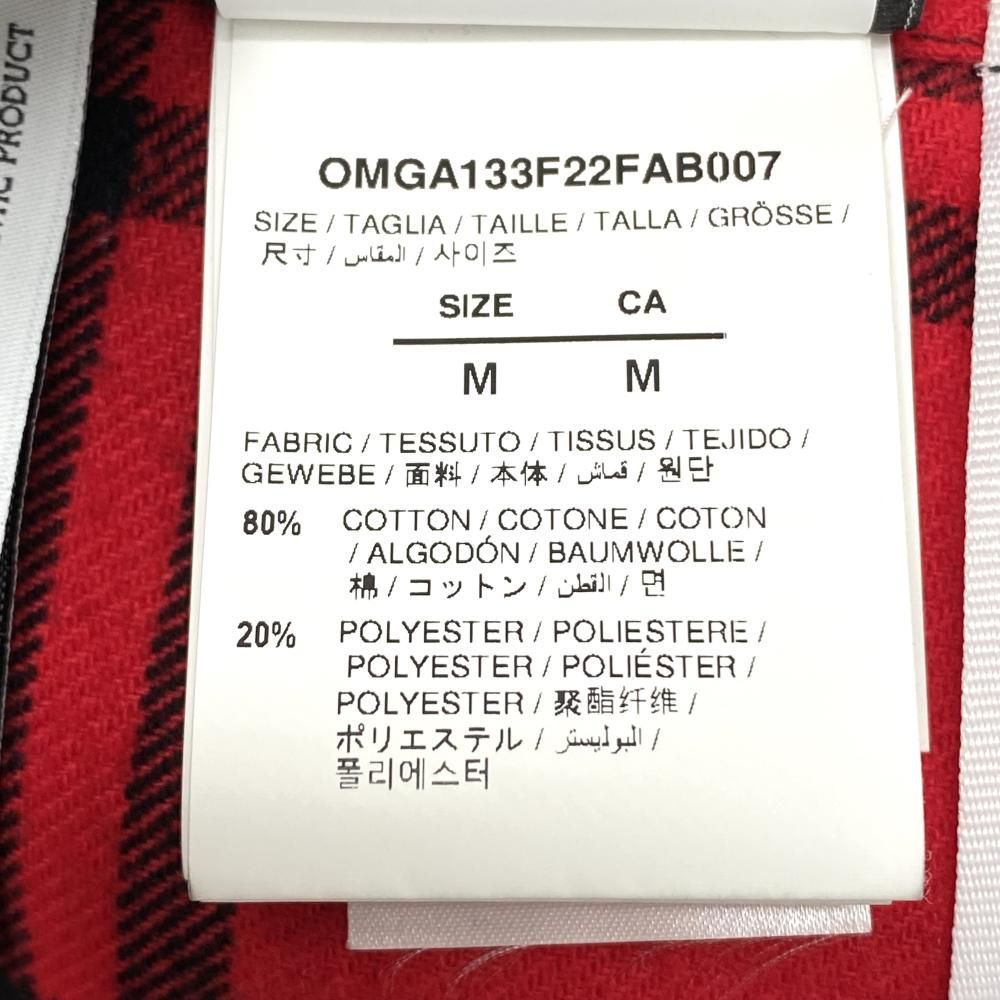 PRODUCT
OMGA133F22FAB007
SIZE / TAGLIA / TAILLE / TALLA / GRÖSSE /
尺寸 / المقاس / 사이즈
SIZE CA
M M
FABRIC / TESSUTO / TISSUS / TEJIDO /
GEWEBE / 面料 / 本体 / قماش / 원단
80% COTTON / COTONE / COTON
/ ALGODÓN / BAUMWOLLE /
棉 / コットン / القطن / 면
20% POLYESTER / POLIESTERE /
POLYESTER / POLIÉSTER /
POLYESTER / 聚酯纤维 /
ポリエステル / البوليستر /
폴리에스터